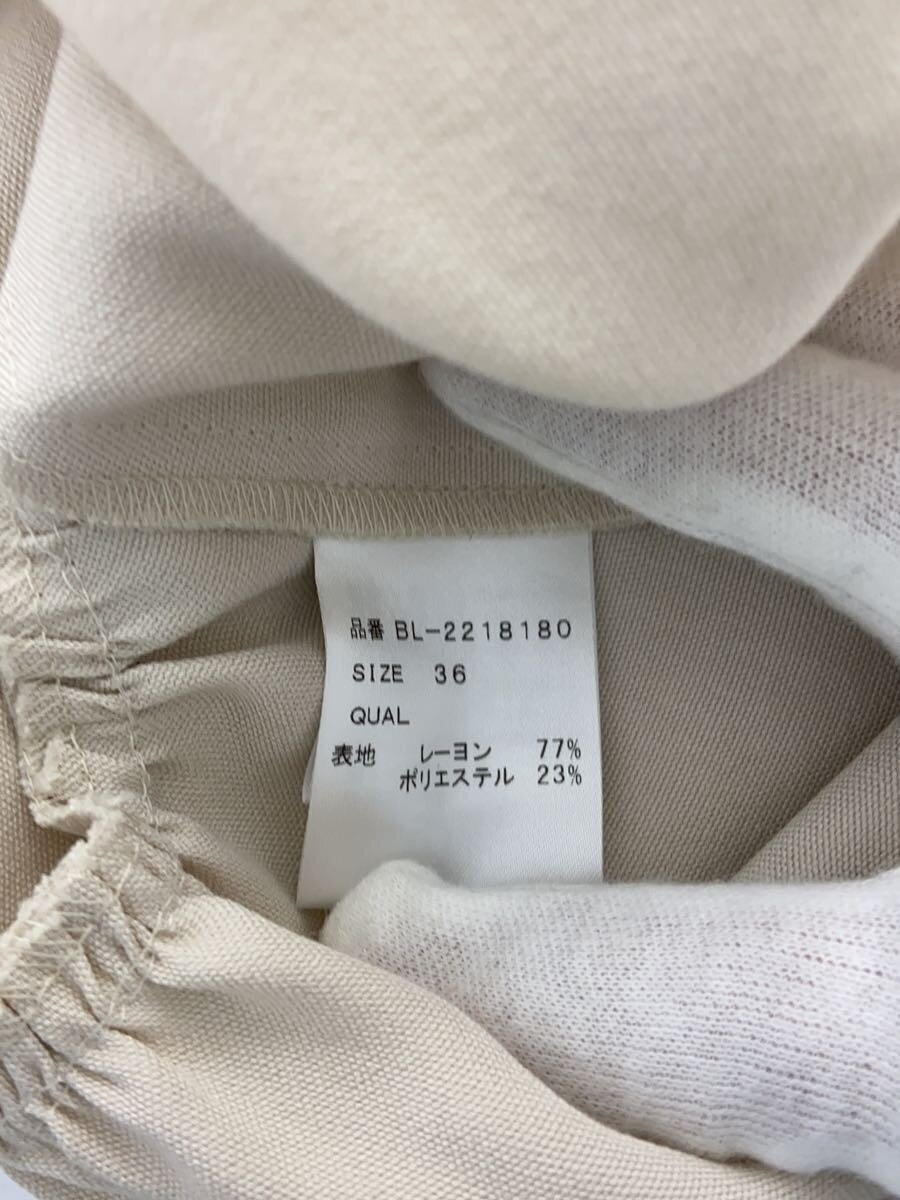 品番 BL-2218180
SIZE 36
QUAL
表地 レーヨン 77%
ポリエステル 23%